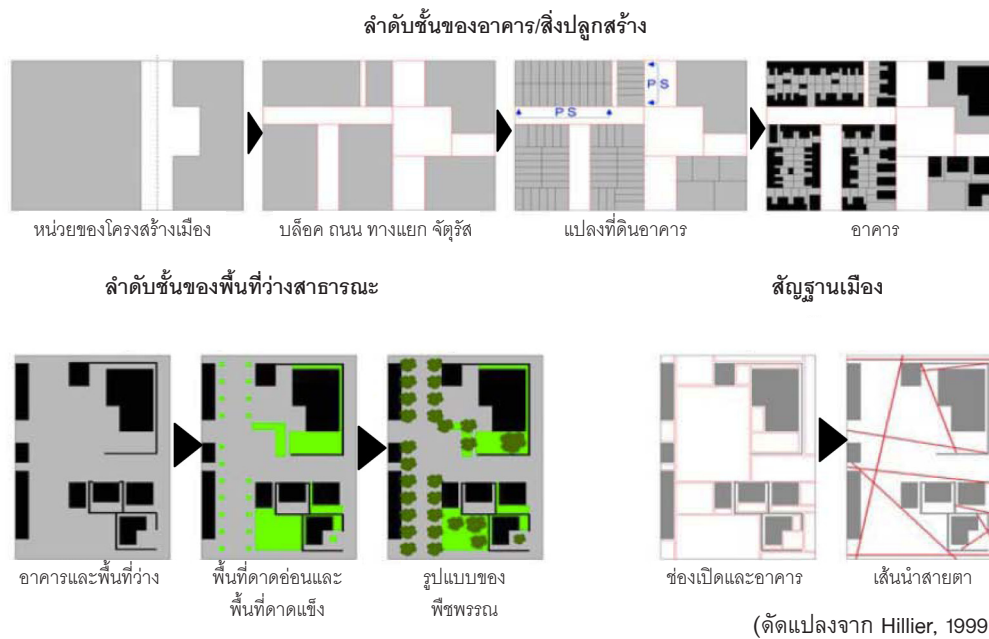 ลำดับชั้นของอาคาร/สิ่งปลูกสร้าง
P S
P S
หน่วยของโครงสร้างเมือง
บล็อค ถนน ทางแยก จัตุรัส
แปลงที่ดินอาคาร
อาคาร
ลำดับชั้นของพื้นที่ว่างสาธารณะ
สัญฐานเมือง
อาคารและพื้นที่ว่าง
พื้นที่ดาดอ่อนและ
พื้นที่ดาดแข็ง
รูปแบบของ
พืชพรรณ
ช่องเปิดและอาคาร
เส้นนำสายตา
(ดัดแปลงจาก Hillier, 1999